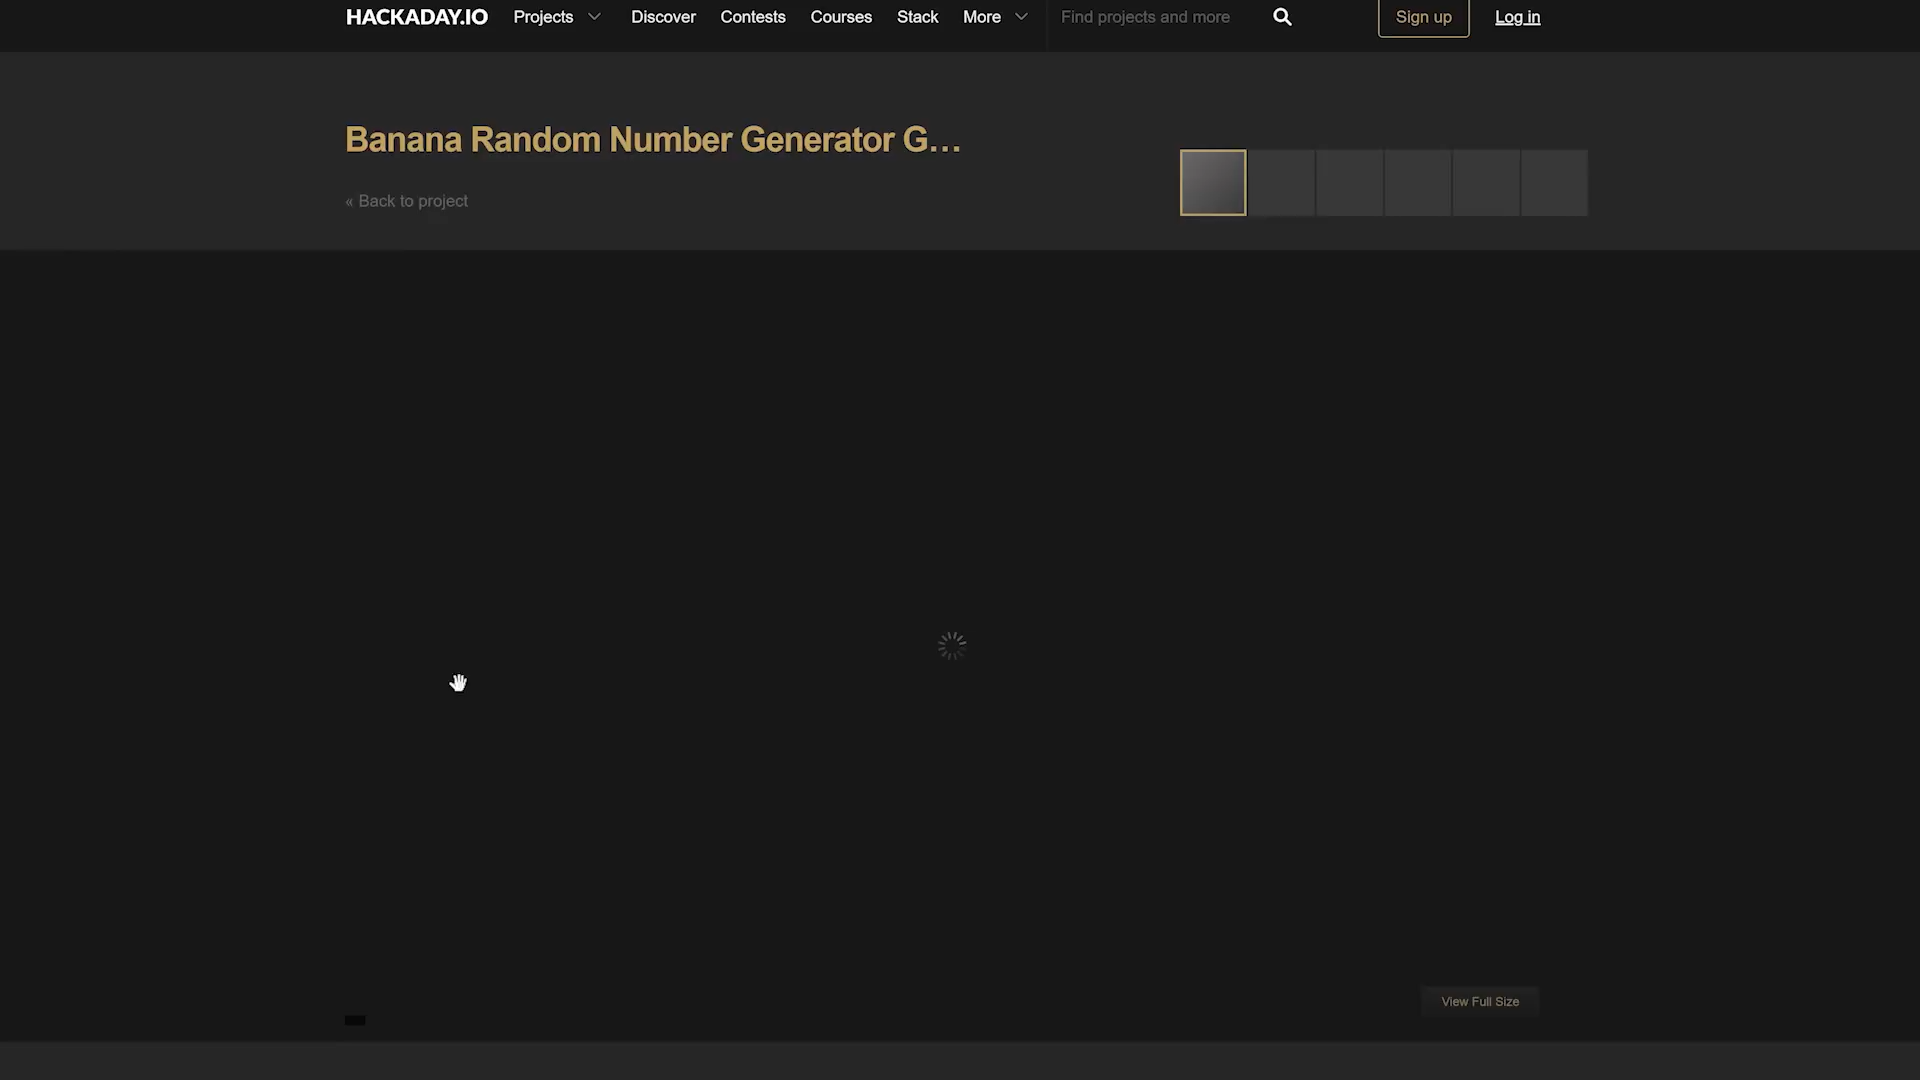 HACKADAY.IO Projects Discover Contests Courses Stack More Find projects and more Sign up Log in
Banana Random Number Generator G...
« Back to project
View Full Size